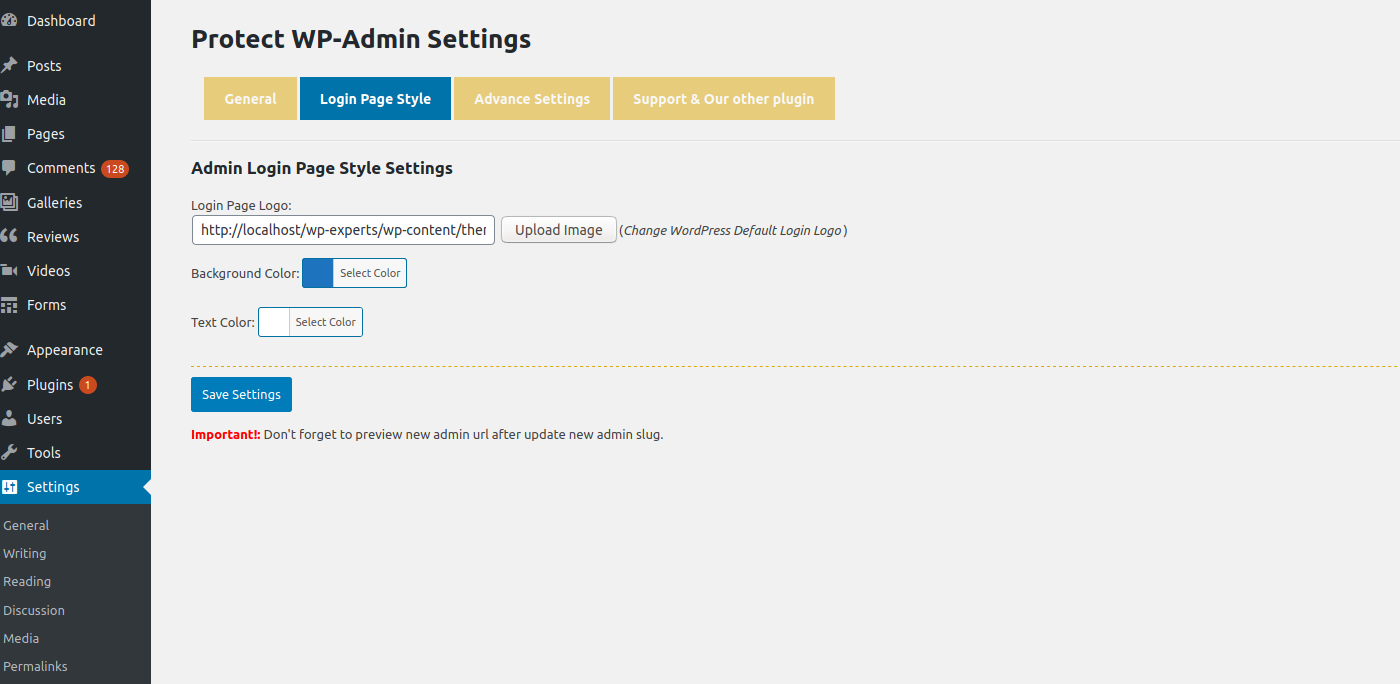 Dashboard
Posts
Media
Pages
Comments 128
Galleries
Reviews
Videos
Forms
Appearance
Plugins 1
Users
Tools
Settings
General
Writing
Reading
Discussion
Media
Permalinks
Protect WP-Admin Settings
General Login Page Style Advance Settings Support & Our other plugin
Admin Login Page Style Settings
Login Page Logo:
http://localhost/wp-experts/wp-content/ Upload Image (Change WordPress Default Login Logo)
Background Color: Select Color
Text Color: Select Color
Save Settings
Important!: Don't forget to preview new admin url after update new admin slug.